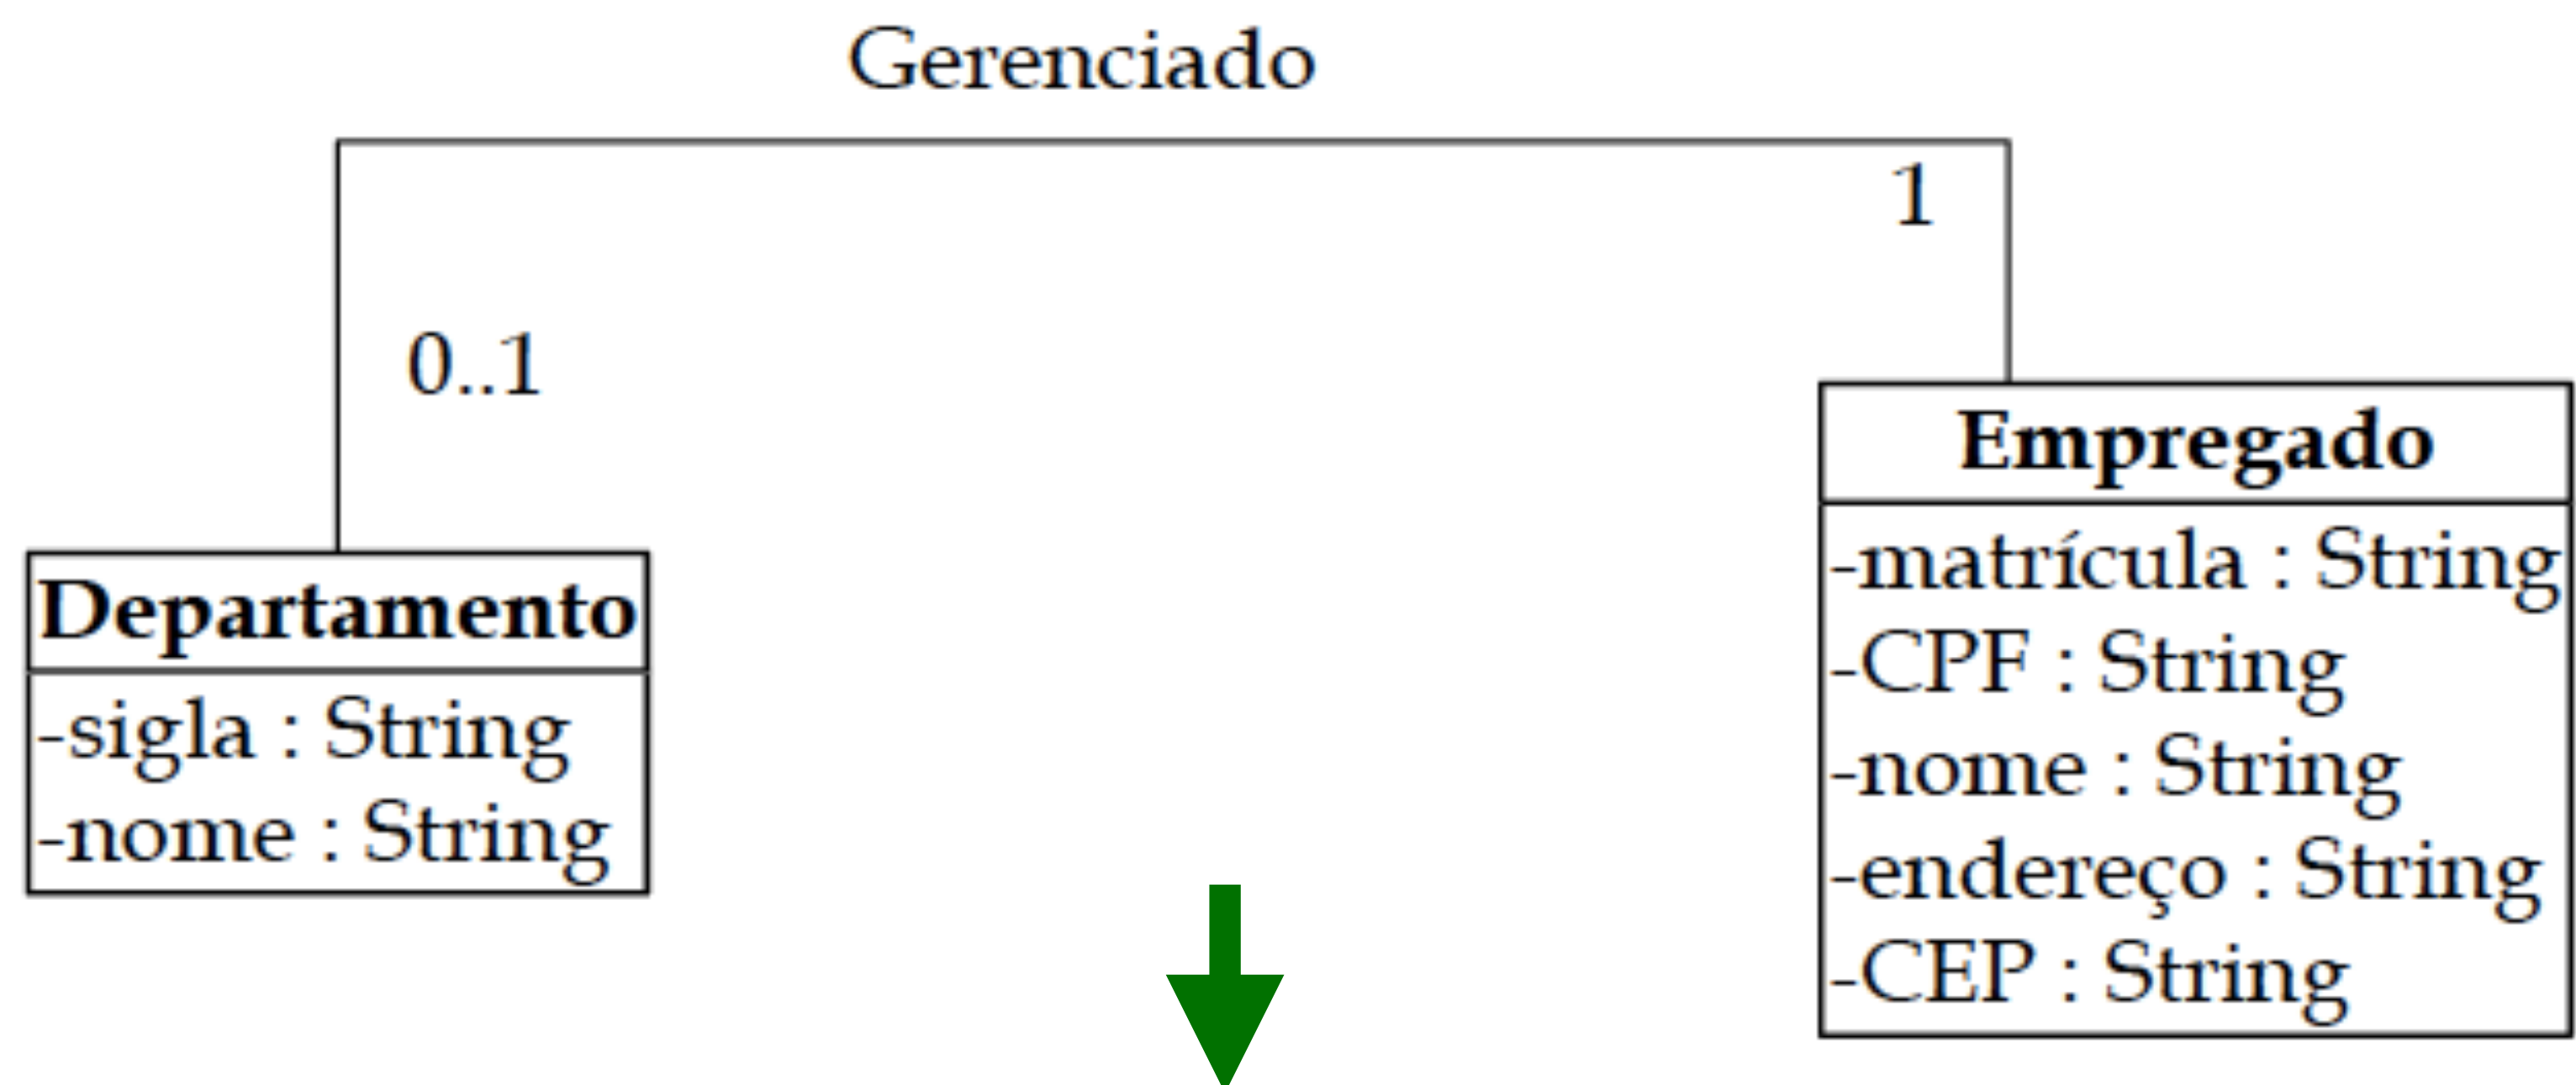 Gerenciado
1
0..1
Departamento
-sigla : String
-nome : String
Empregado
-matrícula : String
-CPF : String
-nome : String
-endereço : String
-CEP : String